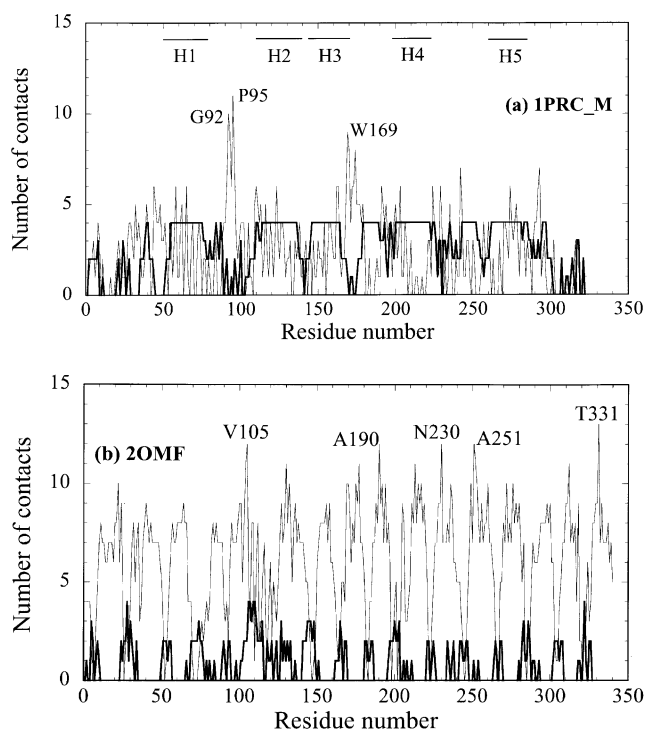 15
H1 H2 H3 H4 H5
P95
G92
(a) 1PRC_M
10
W169
Number of contacts
5
0
0 50 100 150 200 250 300 350
Residue number
15
T331
V105 A190 N230 A251
(b) 2OMF
10
Number of contacts
5
0
0 50 100 150 200 250 300 350
Residue number